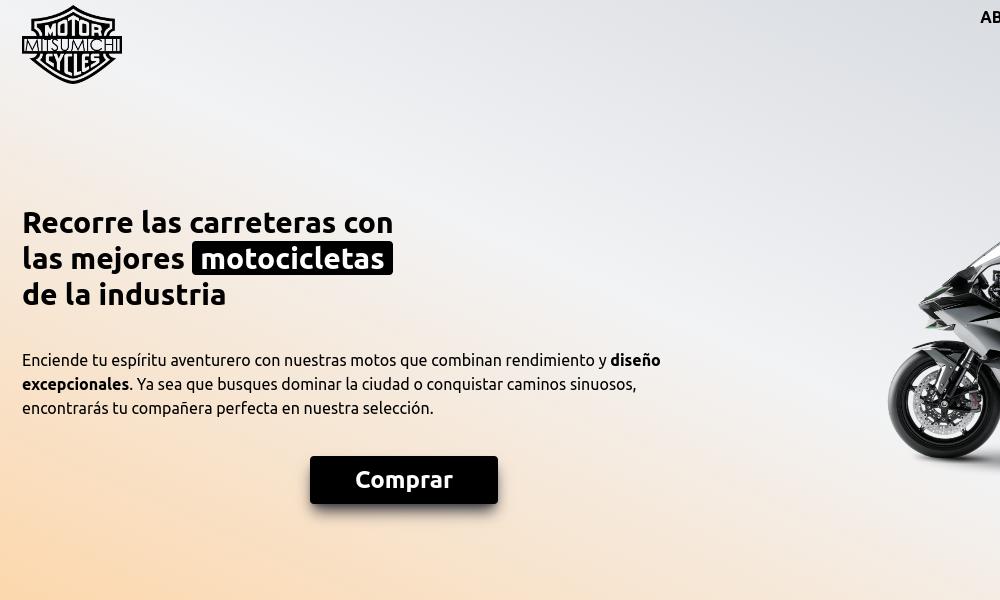 MOTOR
MITSUMICHI
CYCLES
AB
Recorre las carreteras con
las mejores motocicletas
de la industria
Enciende tu espíritu aventurero con nuestras motos que combinan rendimiento y diseño
excepcionales. Ya sea que busques dominar la ciudad o conquistar caminos sinuosos,
encontrarás tu compañera perfecta en nuestra selección.
Comprar